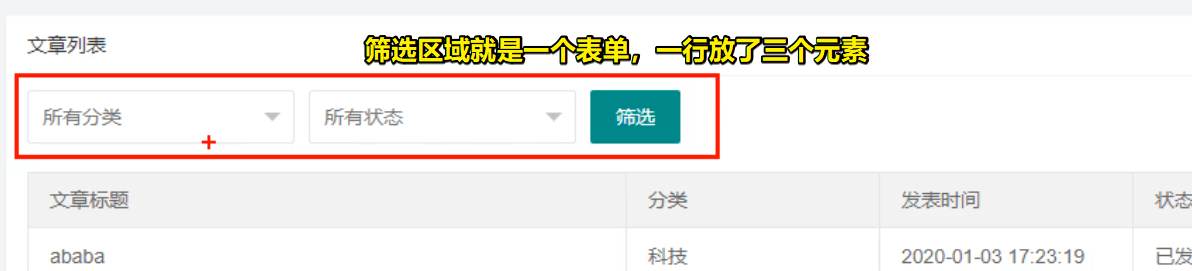 文章列表
筛选区域就是一个表单，一行放了三个元素
所有分类 所有状态 筛选
文章标题 分类 发表时间 状态
ababa 科技 2020-01-03 17:23:19 已发